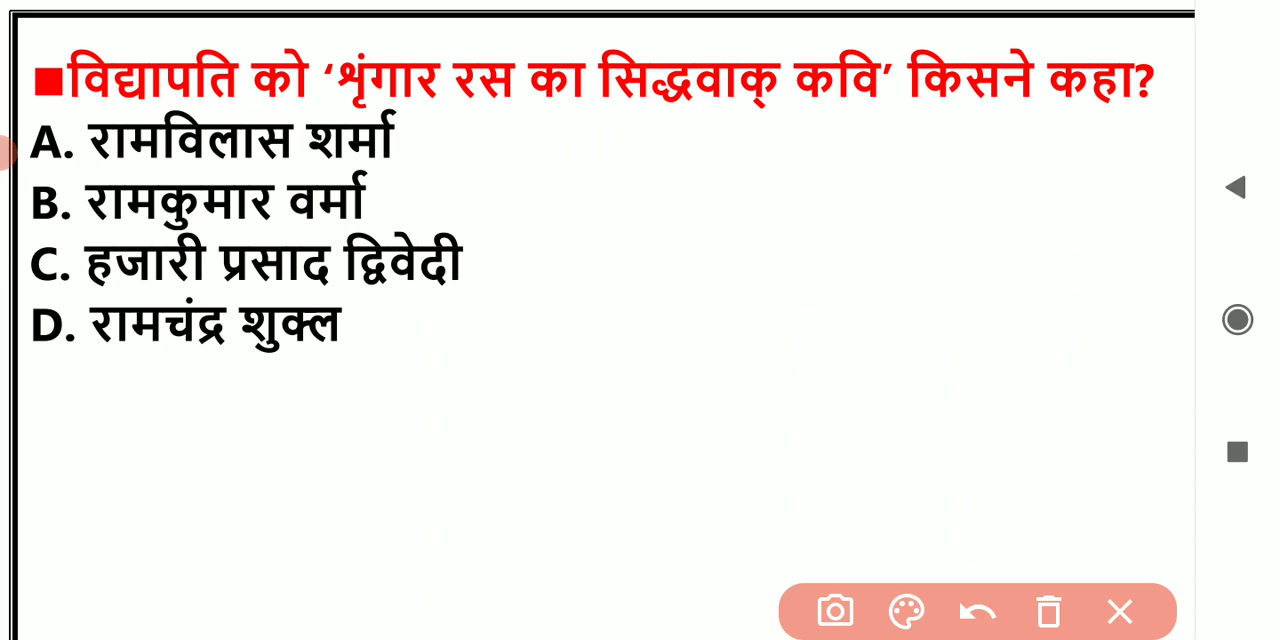 ■विद्यापति को ‘शृंगार रस का सिद्धवाक् कवि’ किसने कहा?
A. रामविलास शर्मा
B. रामकुमार वर्मा
C. हजारी प्रसाद द्विवेदी
D. रामचंद्र शुक्ल